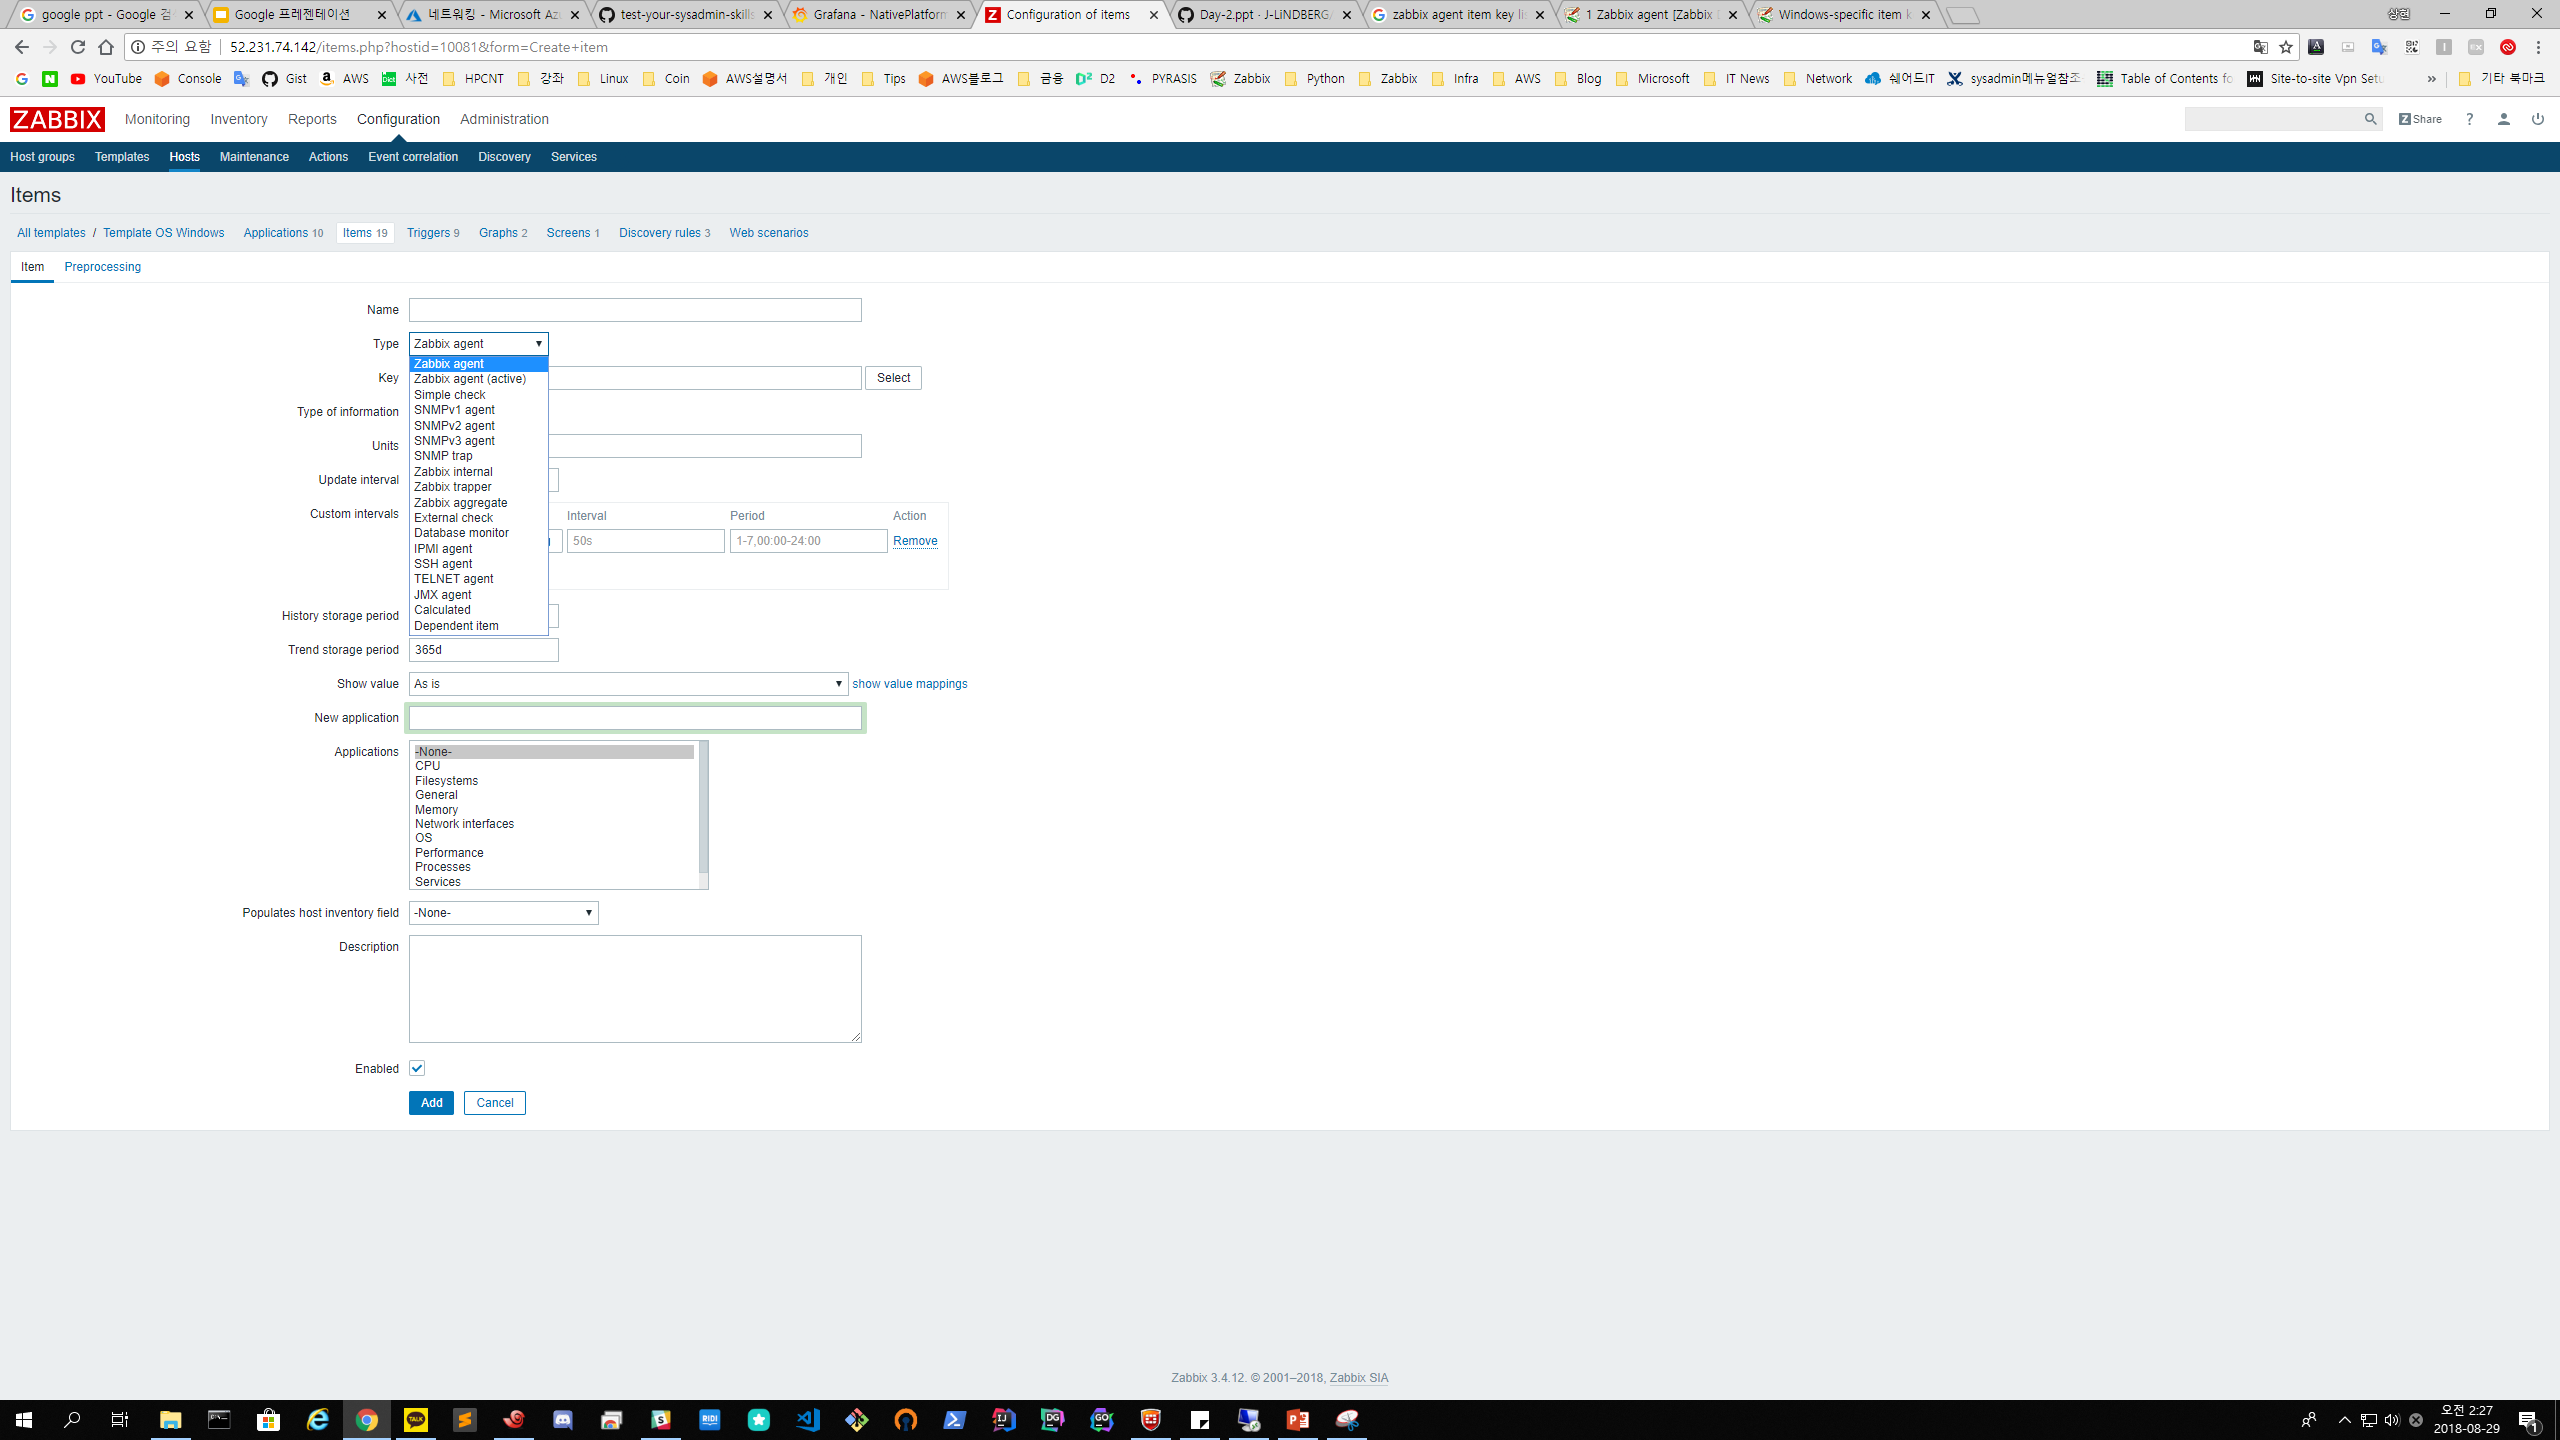 google ppt - Google 검
Google 프레젠테이션
네트워킹 - Microsoft Azu
test-your-sysadmin-skills
Grafana - NativePlatform
Configuration of items
Day-2.ppt · J-LiNDBERG/
zabbix agent item key lis
1 Zabbix agent [Zabbix D
Windows-specific item k
상현
주의 요함
52.231.74.142/items.php?hostid=10081&form=Create+item
YouTube
Console
Gist
AWS
사전
HPCNT
강좌
Linux
Coin
AWS설명서
개인
Tips
AWS블로그
금융
D2
PYRASIS
Zabbix
Python
Zabbix
Infra
AWS
Blog
Microsoft
IT News
Network
쉐어드IT
sysadmin메뉴얼참조
Table of Contents fo
Site-to-site Vpn Setu
»
기타 북마크
ZABBIX
Monitoring
Inventory
Reports
Configuration
Administration
Z Share
?
Host groups
Templates
Hosts
Maintenance
Actions
Event correlation
Discovery
Services
Items
All templates / Template OS Windows
Applications 10
Items 19
Triggers 9
Graphs 2
Screens 1
Discovery rules 3
Web scenarios
Item
Preprocessing
Name
Type
Zabbix agent
Zabbix agent
Zabbix agent (active)
Simple check
SNMPv1 agent
SNMPv2 agent
SNMPv3 agent
SNMP trap
Zabbix internal
Zabbix trapper
Zabbix aggregate
External check
Database monitor
IPMI agent
SSH agent
TELNET agent
JMX agent
Calculated
Dependent item
Key
Select
Type of information
Units
Update interval
Custom intervals
Interval
Period
Action
50s
1-7,00:00-24:00
Remove
History storage period
Trend storage period
365d
Show value
As is
show value mappings
New application
Applications
-None-
CPU
Filesystems
General
Memory
Network interfaces
OS
Performance
Processes
Services
Populates host inventory field
-None-
Description
Enabled
Add
Cancel
Zabbix 3.4.12. © 2001–2018, Zabbix SIA
TALK
RIDI
IJ
DG
GO
오전 2:27
2018-08-29
1